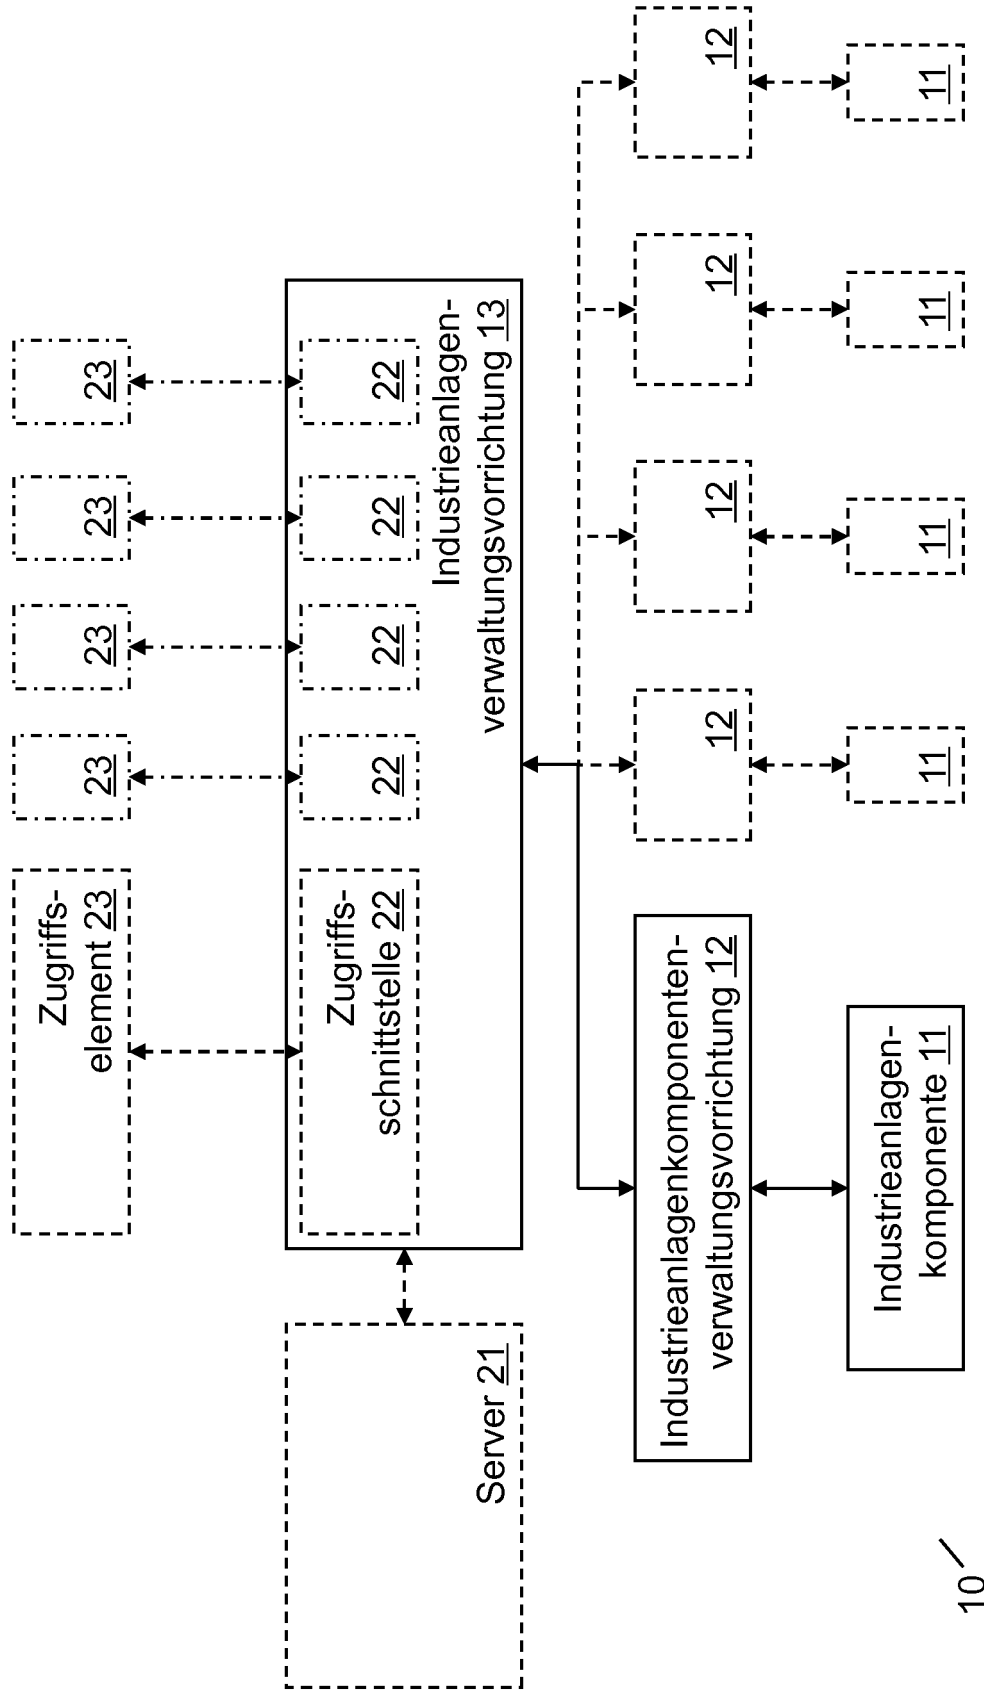 Zugriffs-
element 23
23
23
23
23
Server 21
Zugriffs-
schnittstelle 22
22
22
22
22
Industrieanlagen-
verwaltungsvorrichtung 13
Industrieanlagenkomponenten-
verwaltungsvorrichtung 12
12
12
12
12
Industrieanlagen-
komponente 11
11
11
11
11
10